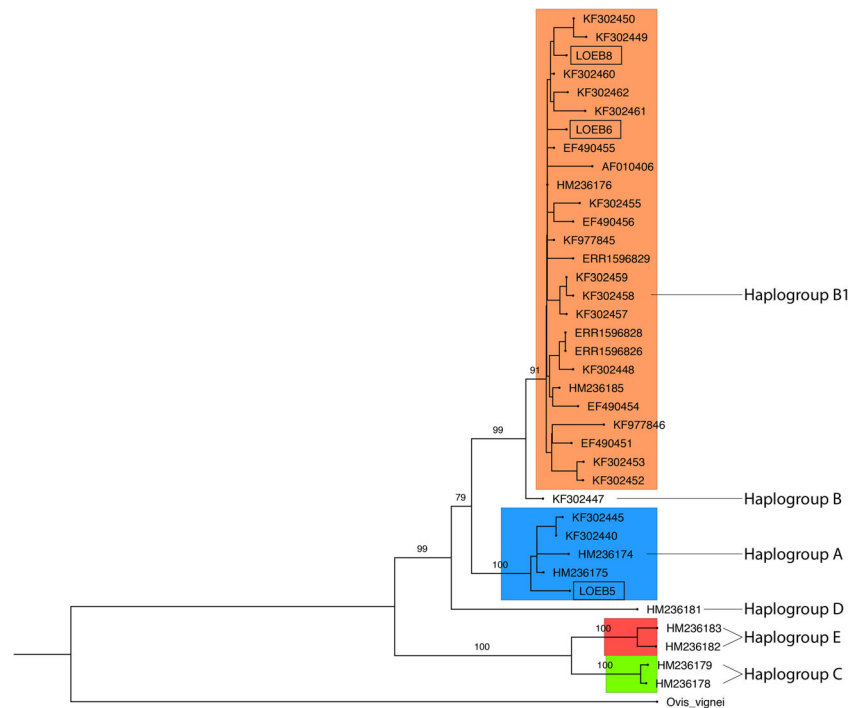 KF302450
KF302449
LOEB8
KF302460
KF302462
KF302461
LOEB6
EF490455
AF010406
HM236176
KF302455
EF490456
KF977845
ERR1596829
KF302459
KF302458 Haplogroup B1
KF302457
ERR1596828
ERR1596826
KF302448
91
HM236185
EF490454
KF977846
99
EF490451
KF302453
KF302452
KF302447 Haplogroup B
79
KF302445
KF302440
99
HM236174 Haplogroup A
100
HM236175
LOEB5
HM236181 Haplogroup D
100
HM236183
Haplogroup E
HM236182
100
100
HM236179
Haplogroup C
HM236178
Ovis_vignei